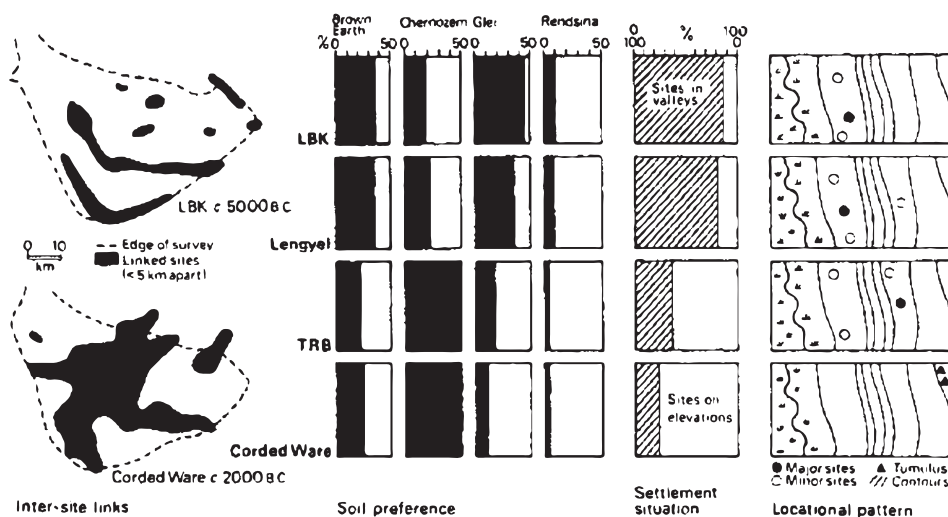 Brown Earth
Chernozem
Gley
Rendsina
% 0 50 0 50 0 50 0 50
0 % 0
100 100
LBK
Sites in valleys
LBK c 5000 BC
Lengyel
0 10
km
--- Edge of survey
Linked sites
(< 5 km apart)
TRB
Corded Ware
Sites on elevations
Corded Ware c 2000 BC
Major sites
Tumulus
Minor sites
Contours
Inter-site links
Soil preference
Settlement situation
Locational pattern